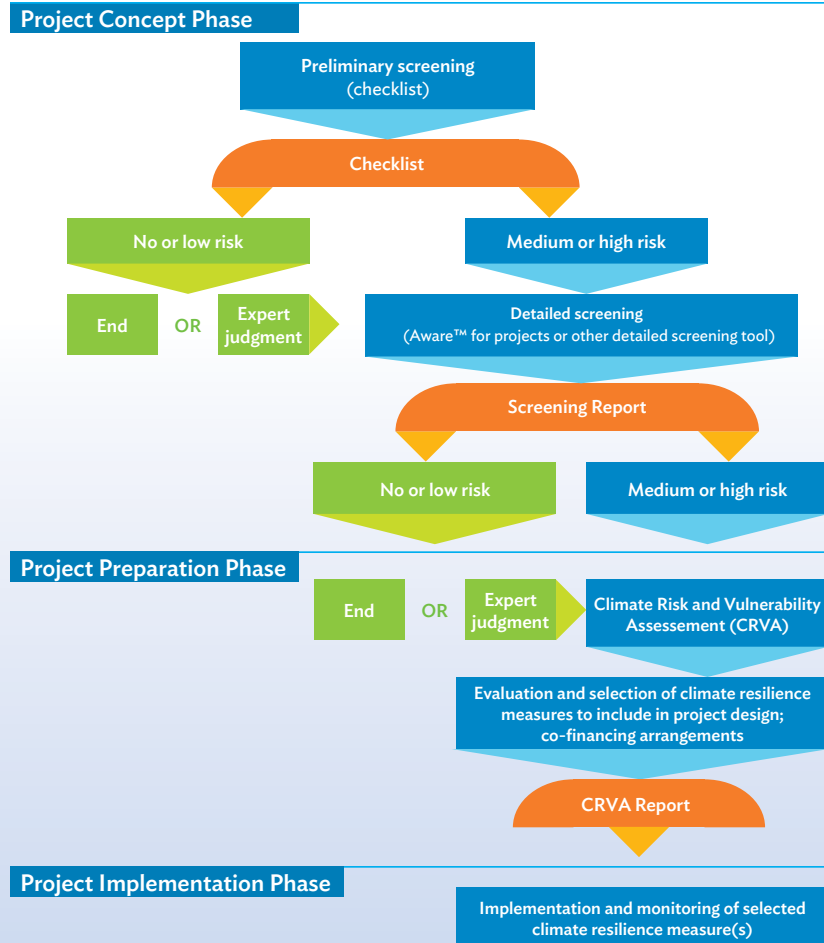 Project Concept Phase
Preliminary screening
(checklist)
Checklist
No or low risk
Medium or high risk
End
OR
Expert
judgment
Detailed screening
(Aware™ for projects or other detailed screening tool)
Screening Report
No or low risk
Medium or high risk
Project Preparation Phase
End
OR
Expert
judgment
Climate Risk and Vulnerability
Assessement (CRVA)
Evaluation and selection of climate resilience
measures to include in project design;
co-financing arrangements
CRVA Report
Project Implementation Phase
Implementation and monitoring of selected
climate resilience measure(s)